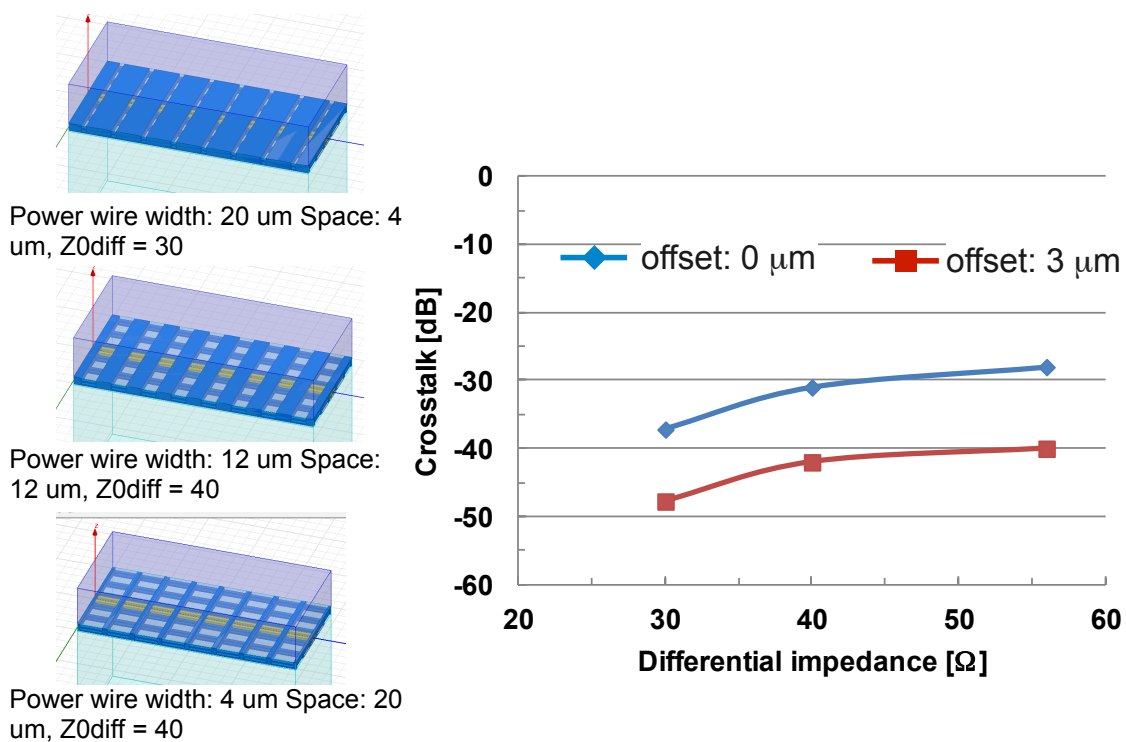 Power wire width: 20 um Space: 4
um, Z0diff = 30
Power wire width: 12 um Space:
12 um, Z0diff = 40
Power wire width: 4 um Space: 20
um, Z0diff = 40
0
-10
-20
-30
-40
-50
-60
Crosstalk [dB]
offset: 0 μm
offset: 3 μm
20 30 40 50 60
Differential impedance [Ω]